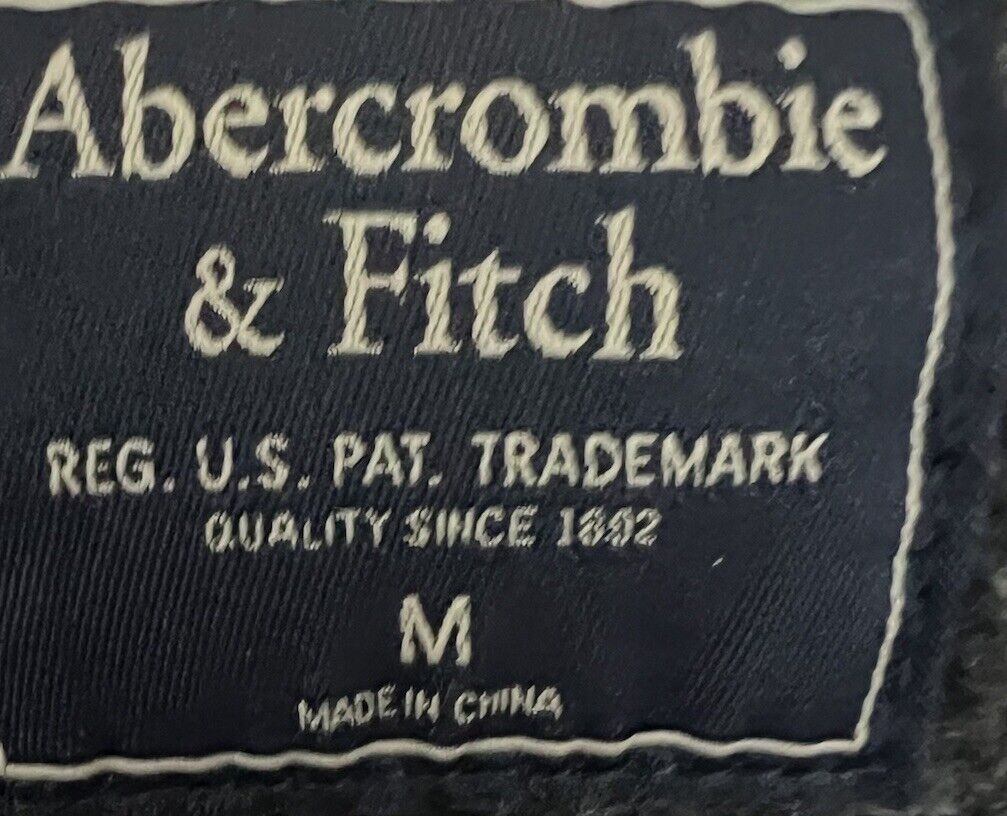 Abercrombie
& Fitch
REG. U.S. PAT. TRADEMARK
QUALITY SINCE 1892
M
MADE IN CHINA